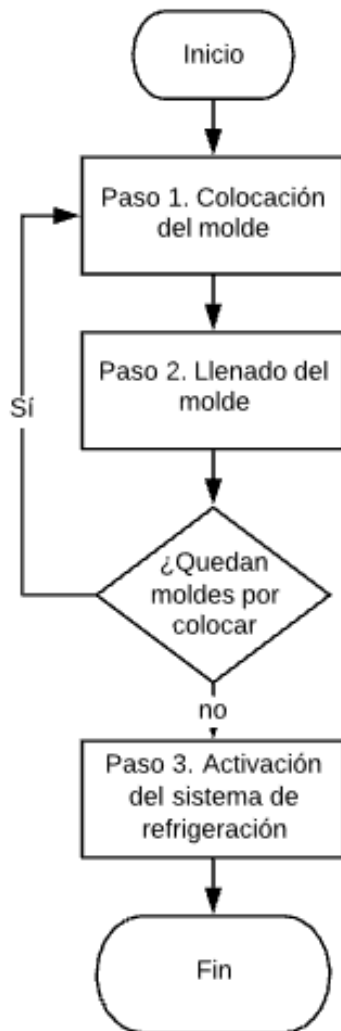 Inicio
Paso 1. Colocación
del molde
Paso 2. Llenado del
molde
Sí
¿Quedan
moldes por
colocar
no
Paso 3. Activación
del sistema de
refrigeración
Fin